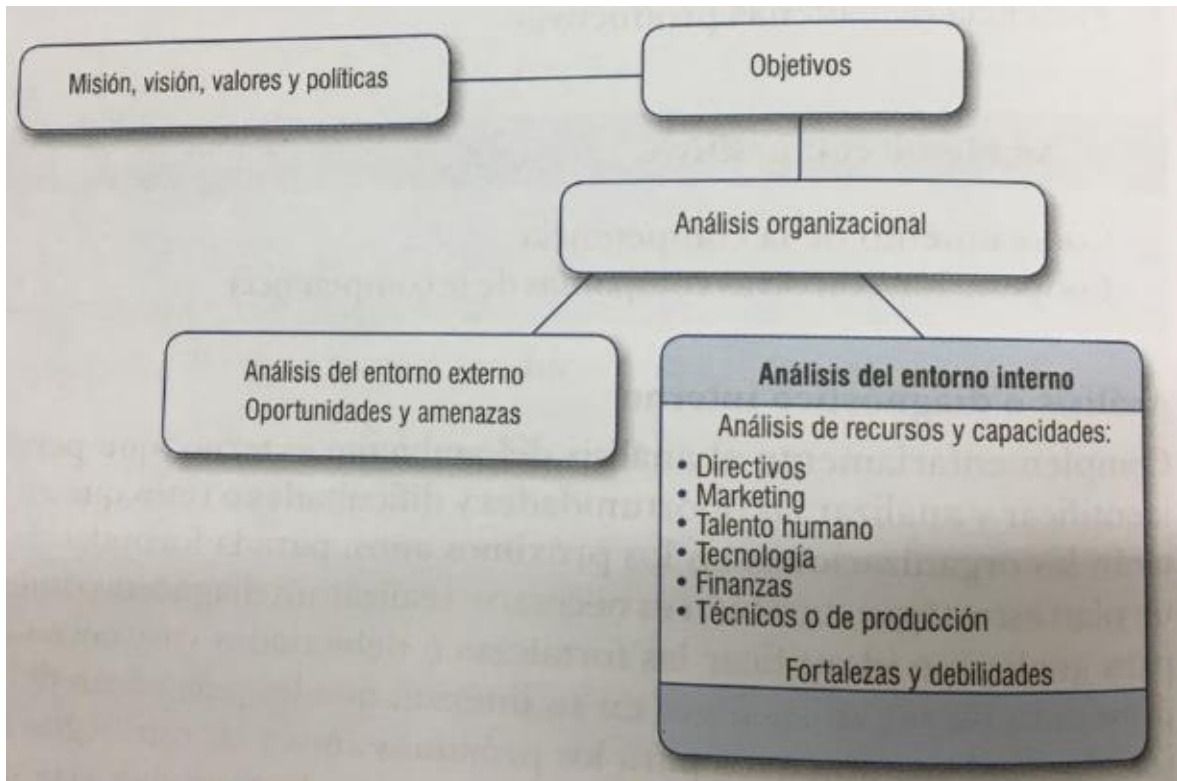 Misión, visión, valores y políticas
Objetivos
Análisis organizacional
Análisis del entorno externo
Oportunidades y amenazas
Análisis del entorno interno
Análisis de recursos y capacidades:
• Directivos
• Marketing
• Talento humano
• Tecnología
• Finanzas
• Técnicos o de producción
Fortalezas y debilidades